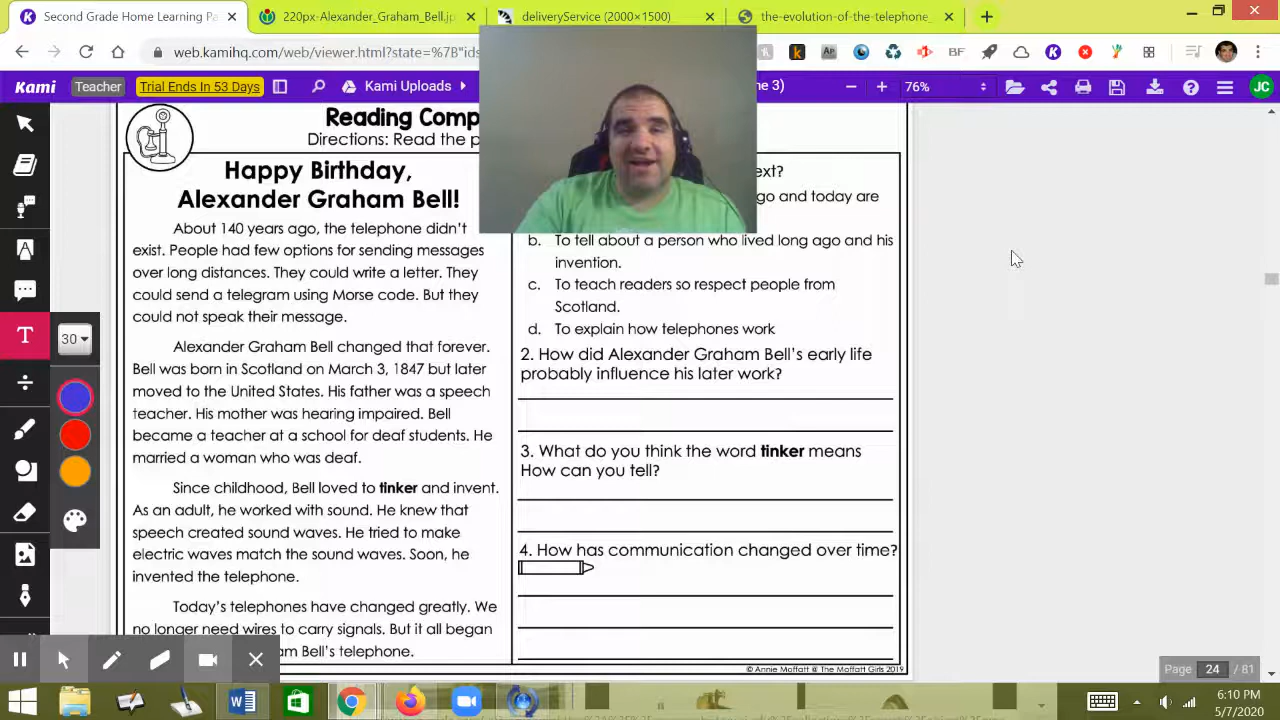 Second Grade Home Learning Pa
220px-Alexander_Graham_Bell.jp
deliveryService (2000×1500)
the-evolution-of-the-telephone_
web.kamihq.com/web/viewer.html?state=%7B"ids
Ap
BF
K
Kami
Teacher
Trial Ends In 53 Days
Kami Uploads
e 3)
76%
JC
Reading Comp
Directions: Read the p
Happy Birthday,
Alexander Graham Bell!
About 140 years ago, the telephone didn't
exist. People had few options for sending messages
over long distances. They could write a letter. They
could send a telegram using Morse code. But they
could not speak their message.
Alexander Graham Bell changed that forever.
Bell was born in Scotland on March 3, 1847 but later
moved to the United States. His father was a speech
teacher. His mother was hearing impaired. Bell
became a teacher at a school for deaf students. He
married a woman who was deaf.
Since childhood, Bell loved to tinker and invent.
As an adult, he worked with sound. He knew that
speech created sound waves. He tried to make
electric waves match the sound waves. Soon, he
invented the telephone.
Today's telephones have changed greatly. We
no longer need wires to carry signals. But it all began
am Bell's telephone.
ext?
go and today are
b. To tell about a person who lived long ago and his
invention.
c. To teach readers so respect people from
Scotland.
d. To explain how telephones work
2. How did Alexander Graham Bell's early life
probably influence his later work?
3. What do you think the word tinker means
How can you tell?
4. How has communication changed over time?
© Annie Moffatt @ The Moffatt Girls 2019
T
30
Page 24 / 81
6:10 PM
5/7/2020